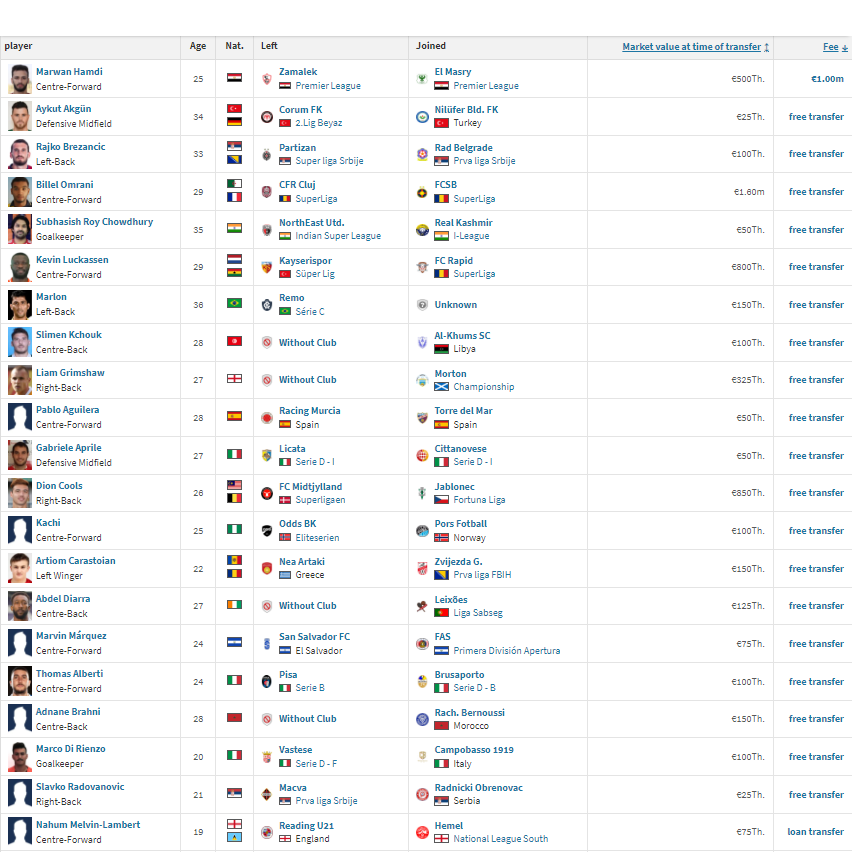 player Age Nat. Left Joined Market value at time of transfer Fee
Marwan Hamdi
Centre-Forward
25
Zamalek
Premier League
El Masry
Premier League
€500Th.
€1.00m
Aykut Akgün
Defensive Midfield
34
Corum FK
2.Lig Beyaz
Nilüfer Bld. FK
Turkey
€25Th.
free transfer
Rajko Brezancic
Left-Back
33
Partizan
Super liga Srbije
Rad Belgrade
Prva liga Srbije
€100Th.
free transfer
Billel Omrani
Centre-Forward
29
CFR Cluj
SuperLiga
FCSB
SuperLiga
€1.60m
free transfer
Subhasish Roy Chowdhury
Goalkeeper
35
NorthEast Utd.
Indian Super League
Real Kashmir
I-League
€50Th.
free transfer
Kevin Luckassen
Centre-Forward
29
Kayserispor
Süper Lig
FC Rapid
SuperLiga
€800Th.
free transfer
Marlon
Left-Back
36
Remo
Série C
Unknown
€150Th.
free transfer
Slimen Kchouk
Centre-Back
28
Without Club
Al-Khums SC
Libya
€100Th.
free transfer
Liam Grimshaw
Right-Back
27
Without Club
Morton
Championship
€325Th.
free transfer
Pablo Aguilera
Centre-Forward
28
Racing Murcia
Spain
Torre del Mar
Spain
€50Th.
free transfer
Gabriele Aprile
Defensive Midfield
27
Licata
Serie D - I
Cittanovese
Serie D - I
€50Th.
free transfer
Dion Cools
Right-Back
26
FC Midtjylland
Superligaen
Jablonec
Fortuna Liga
€850Th.
free transfer
Kachi
Centre-Forward
25
Odds BK
Eliteserien
Pors Fotball
Norway
€100Th.
free transfer
Artiom Carastoian
Left Winger
22
Nea Artaki
Greece
Zvijezda G.
Prva liga FBIH
€150Th.
free transfer
Abdel Diarra
Centre-Back
27
Without Club
Leixões
Liga Sabseg
€125Th.
free transfer
Marvin Márquez
Centre-Forward
24
San Salvador FC
El Salvador
FAS
Primera División Apertura
€75Th.
free transfer
Thomas Alberti
Centre-Forward
24
Pisa
Serie B
Brusaporto
Serie D - B
€100Th.
free transfer
Adnane Brahni
Centre-Back
28
Without Club
Rach. Bernoussi
Morocco
€150Th.
free transfer
Marco Di Rienzo
Goalkeeper
20
Vastese
Serie D - F
Campobasso 1919
Italy
€100Th.
free transfer
Slavko Radovanovic
Right-Back
21
Macva
Prva liga Srbije
Radnicki Obrenovac
Serbia
€25Th.
free transfer
Nahum Melvin-Lambert
Centre-Forward
19
Reading U21
England
Hemel
National League South
€75Th.
loan transfer